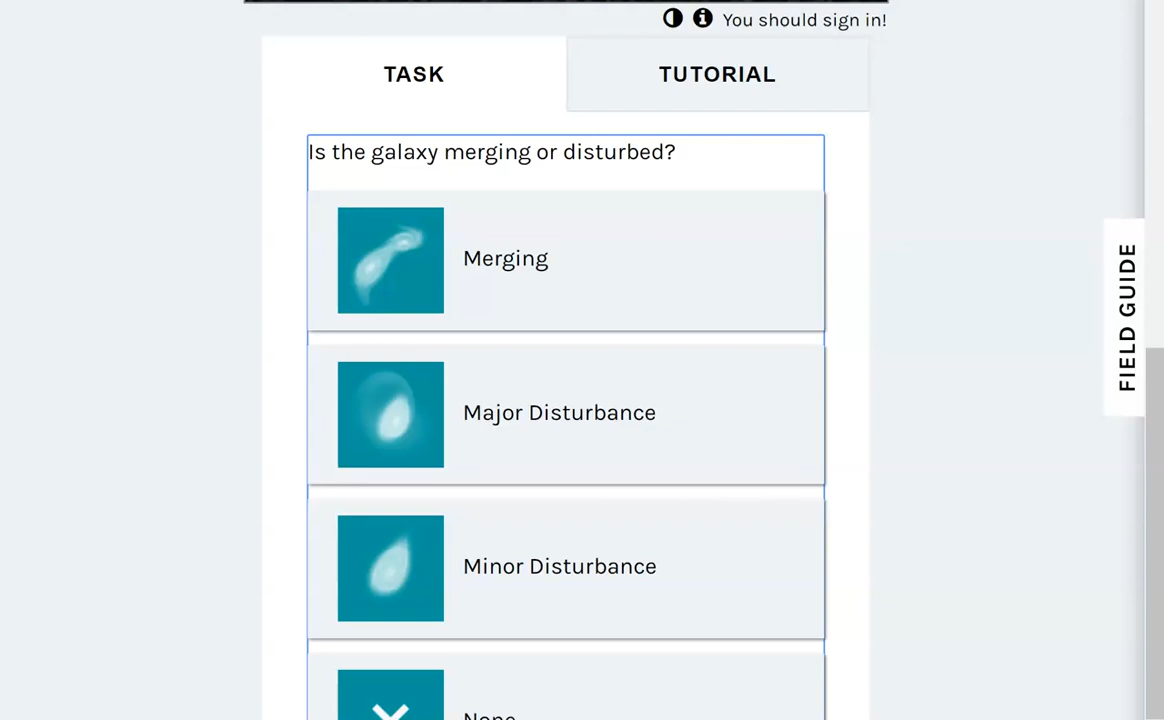 You should sign in!
TASK
TUTORIAL
Is the galaxy merging or disturbed?
Merging
Major Disturbance
Minor Disturbance
None
FIELD GUIDE